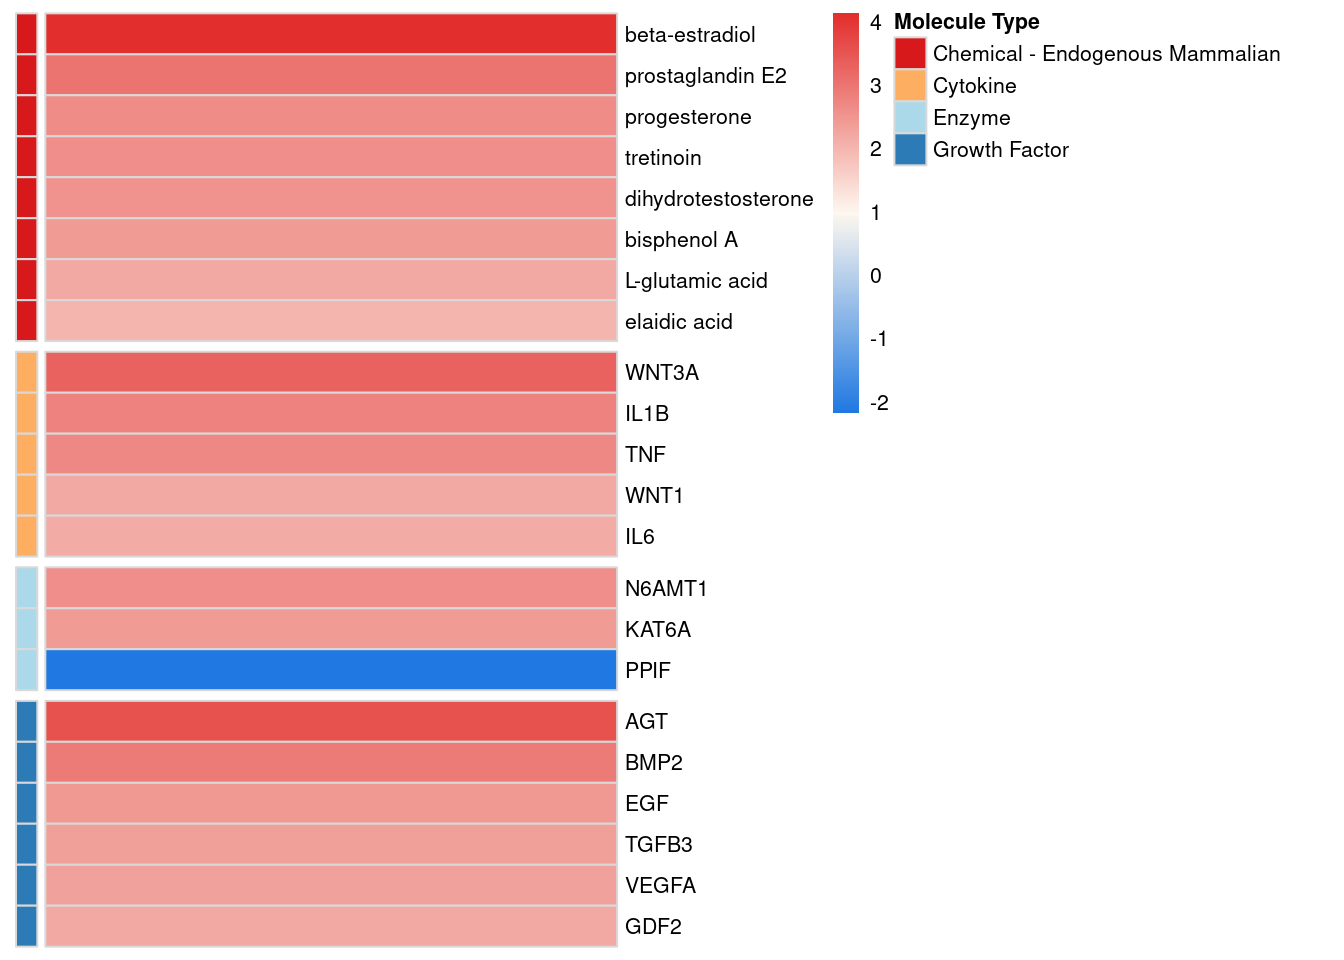 beta-estradiol
prostaglandin E2
progesterone
tretinoin
dihydrotestosterone
bisphenol A
L-glutamic acid
elaidic acid
WNT3A
IL1B
TNF
WNT1
IL6
N6AMT1
KAT6A
PPIF
AGT
BMP2
EGF
TGFB3
VEGFA
GDF2
4
3
2
1
0
-1
-2
Molecule Type
Chemical - Endogenous Mammalian
Cytokine
Enzyme
Growth Factor